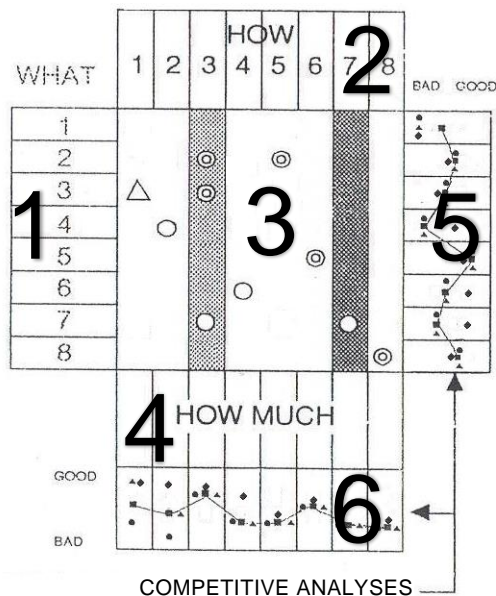 HOW
2
WHAT
1 2 3 4 5 6 7 8
BAD GOOD
1
2
3
4
5
6
7
8
1
3
5
4
HOW MUCH
GOOD
BAD
6
COMPETITIVE ANALYSES